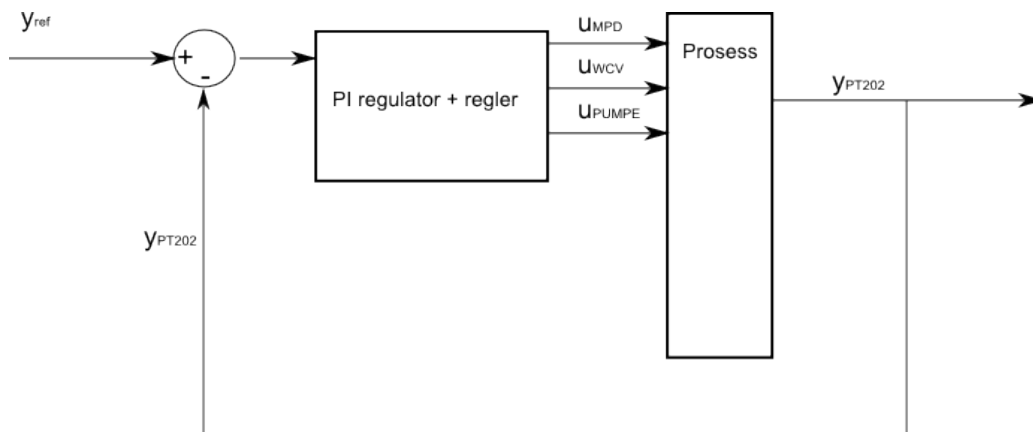 yref
+
-
PI regulator + regler
uMPD
uWCV
uPUMPE
Prosess
yPT202
yPT202